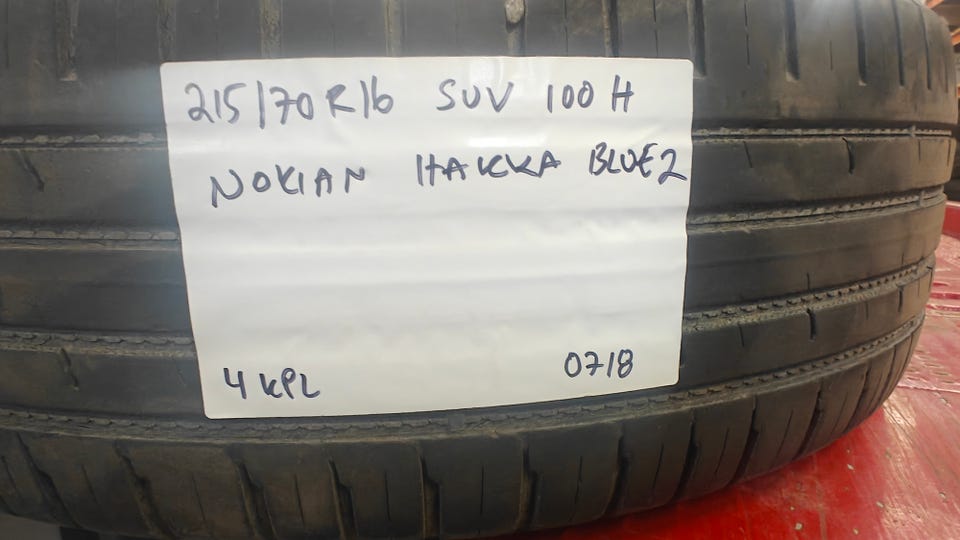 215/70R16 SUV 100H
NOKIAN HAKKA BLUE2
4 KPL 0718